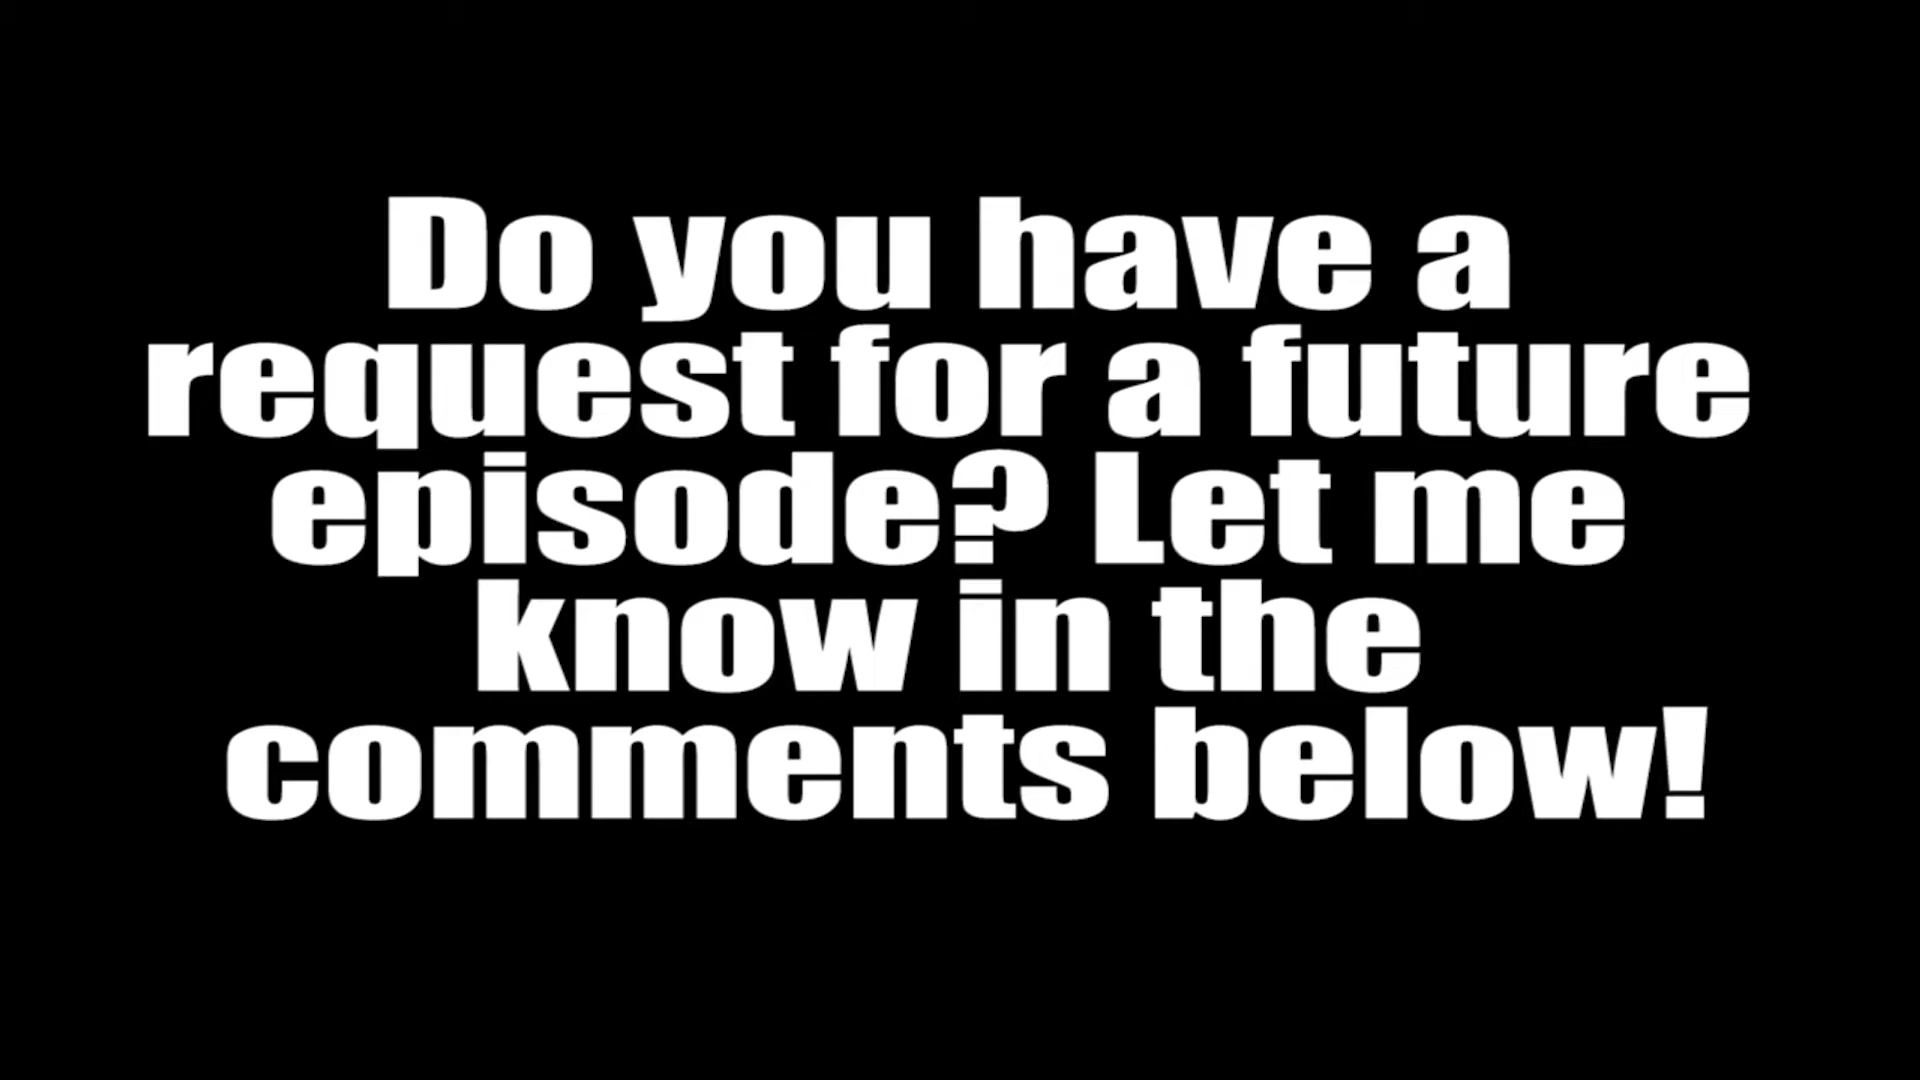 Do you have a
request for a future
episode? Let me
know in the
comments below!